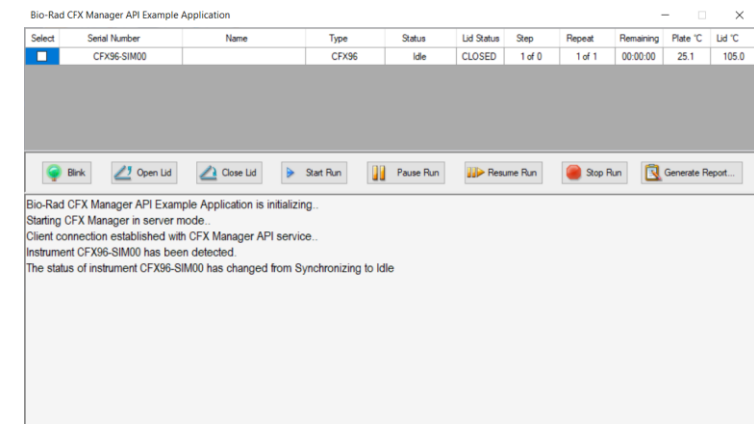 Bio-Rad CFX Manager API Example Application
Select Serial Number Name Type Status Lid Status Step Repeat Remaining Plate °C Lid °C
CFX96-SIM00 CFX96 Idle CLOSED 1 of 0 1 of 1 00:00:00 25.1 105.0
Blink Open Lid Close Lid Start Run Pause Run Resume Run Stop Run Generate Report...
Bio-Rad CFX Manager API Example Application is initializing...
Starting CFX Manager in server mode...
Client connection established with CFX Manager API service...
Instrument CFX96-SIM00 has been detected.
The status of instrument CFX96-SIM00 has changed from Synchronizing to Idle